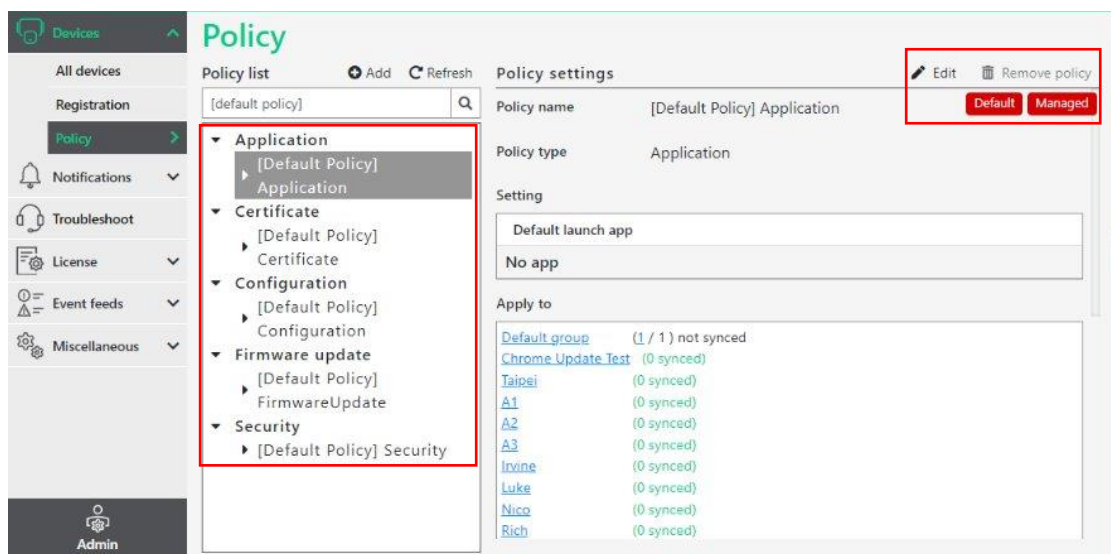 Devices
All devices
Registration
Policy
Notifications
Troubleshoot
License
Event feeds
Miscellaneous
Admin
Policy
Policy list
Add
Refresh
[default policy]
Application
[Default Policy]
Application
Certificate
[Default Policy]
Certificate
Configuration
[Default Policy]
Configuration
Firmware update
[Default Policy]
FirmwareUpdate
Security
[Default Policy] Security
Policy settings
Edit
Remove policy
Default
Managed
Policy name [Default Policy] Application
Policy type Application
Setting
Default launch app
No app
Apply to
Default group (1 / 1 ) not synced
Chrome Update Test (0 synced)
Taipei (0 synced)
A1 (0 synced)
A2 (0 synced)
A3 (0 synced)
Irvine (0 synced)
Luke (0 synced)
Nico (0 synced)
Rich (0 synced)